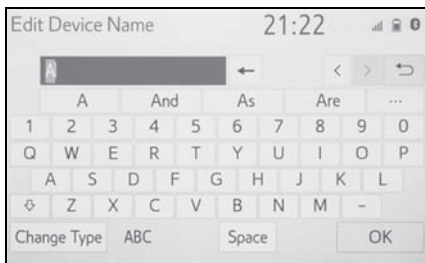 Edit Device Name 21:22
A
A And As Are ...
1 2 3 4 5 6 7 8 9 0
Q W E R T Y U I O P
A S D F G H J K L
Z X C V B N M -
Change Type ABC Space OK